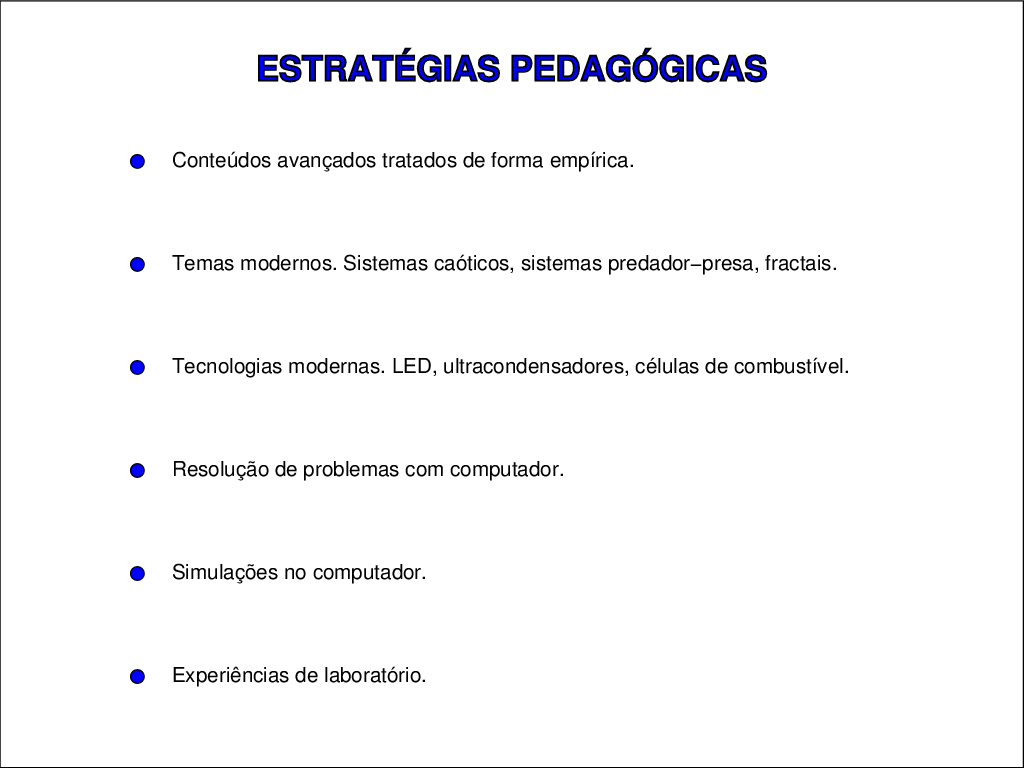 ESTRATÉGIAS PEDAGÓGICAS
Conteúdos avançados tratados de forma empírica.
Temas modernos. Sistemas caóticos, sistemas predador–presa, fractais.
Tecnologias modernas. LED, ultracondensadores, células de combustível.
Resolução de problemas com computador.
Simulações no computador.
Experiências de laboratório.